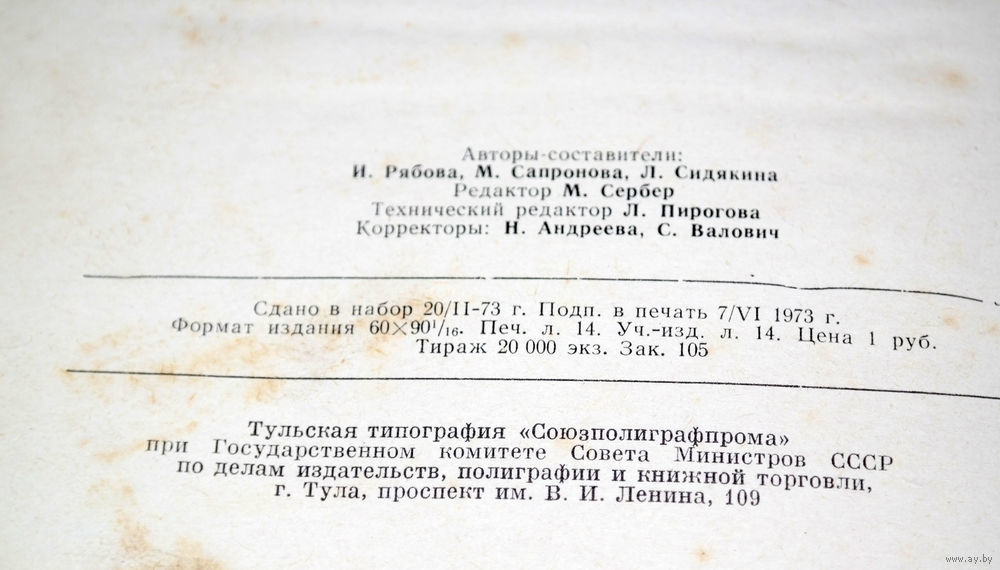 Авторы-составители:
И. Рябова, М. Сапронова, Л. Сидякина
Редактор М. Сербер
Технический редактор Л. Пирогова
Корректоры: Н. Андреева, С. Валович
Сдано в набор 20/II-73 г. Подп. в печать 7/VI 1973 г.
Формат издания 60×90¹/₁₆. Печ. л. 14. Уч.-изд. л. 14. Цена 1 руб.
Тираж 20 000 экз. Зак. 105
Тульская типография «Союзполиграфпрома»
при Государственном комитете Совета Министров СССР
по делам издательств, полиграфии и книжной торговли,
г. Тула, проспект им. В. И. Ленина, 109
www.ay.by